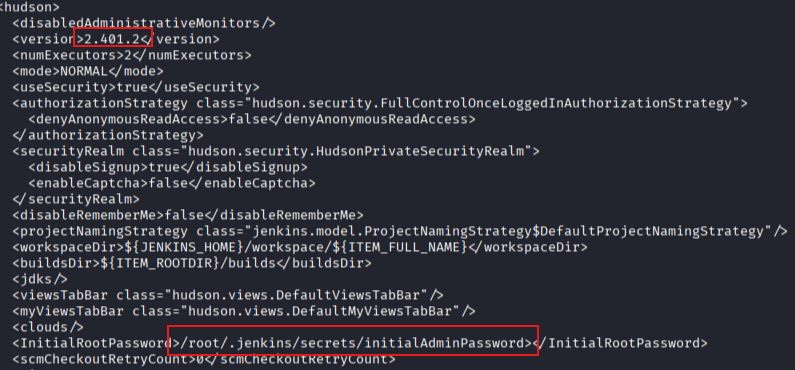 <hudson>
<disabledAdministrativeMonitors/>
<version>2.401.2</version>
<numExecutors>2</numExecutors>
<mode>NORMAL</mode>
<useSecurity>true</useSecurity>
<authorizationStrategy class="hudson.security.FullControlOnceLoggedInAuthorizationStrategy">
<denyAnonymousReadAccess>false</denyAnonymousReadAccess>
</authorizationStrategy>
<securityRealm class="hudson.security.HudsonPrivateSecurityRealm">
<disableSignup>true</disableSignup>
<enableCaptcha>false</enableCaptcha>
</securityRealm>
<disableRememberMe>false</disableRememberMe>
<projectNamingStrategy class="jenkins.model.ProjectNamingStrategy$DefaultProjectNamingStrategy"/>
<workspaceDir>${JENKINS_HOME}/workspace/${ITEM_FULL_NAME}</workspaceDir>
<buildsDir>${ITEM_ROOTDIR}/builds</buildsDir>
<jdks/>
<viewsTabBar class="hudson.views.DefaultViewsTabBar"/>
<myViewsTabBar class="hudson.views.DefaultMyViewsTabBar"/>
<clouds/>
<InitialRootPassword>/root/.jenkins/secrets/initialAdminPassword></InitialRootPassword>
<scmCheckoutRetryCount>0</scmCheckoutRetryCount>